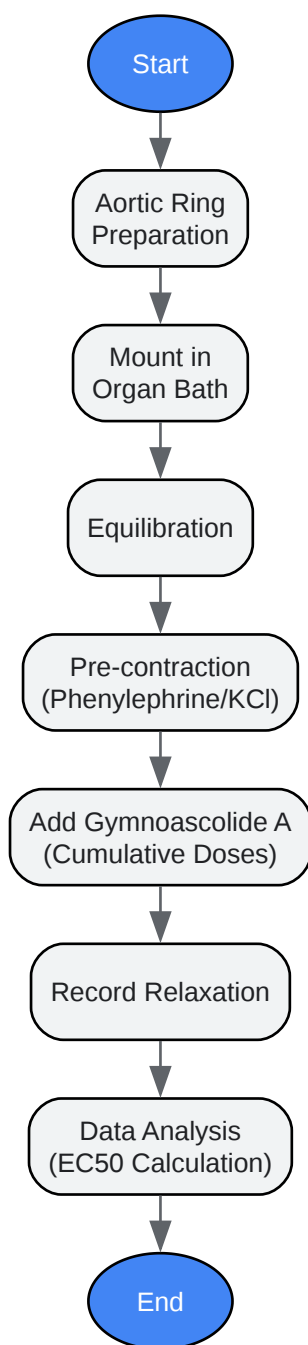 Start
Aortic Ring
Preparation
Mount in
Organ Bath
Equilibration
Pre-contraction
(Phenylephrine/KCl)
Add Gymnoascolide A
(Cumulative Doses)
Record Relaxation
Data Analysis
(EC50 Calculation)
End